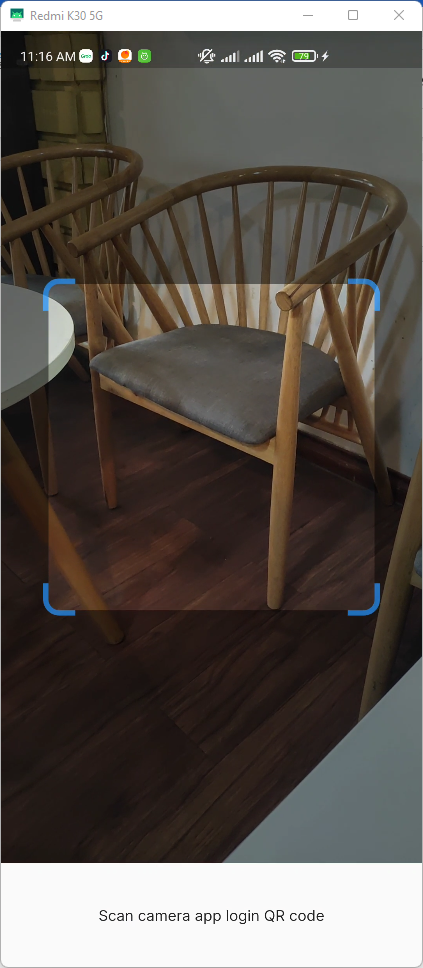 Redmi K30 5G
11:16 AM
79
Scan camera app login QR code